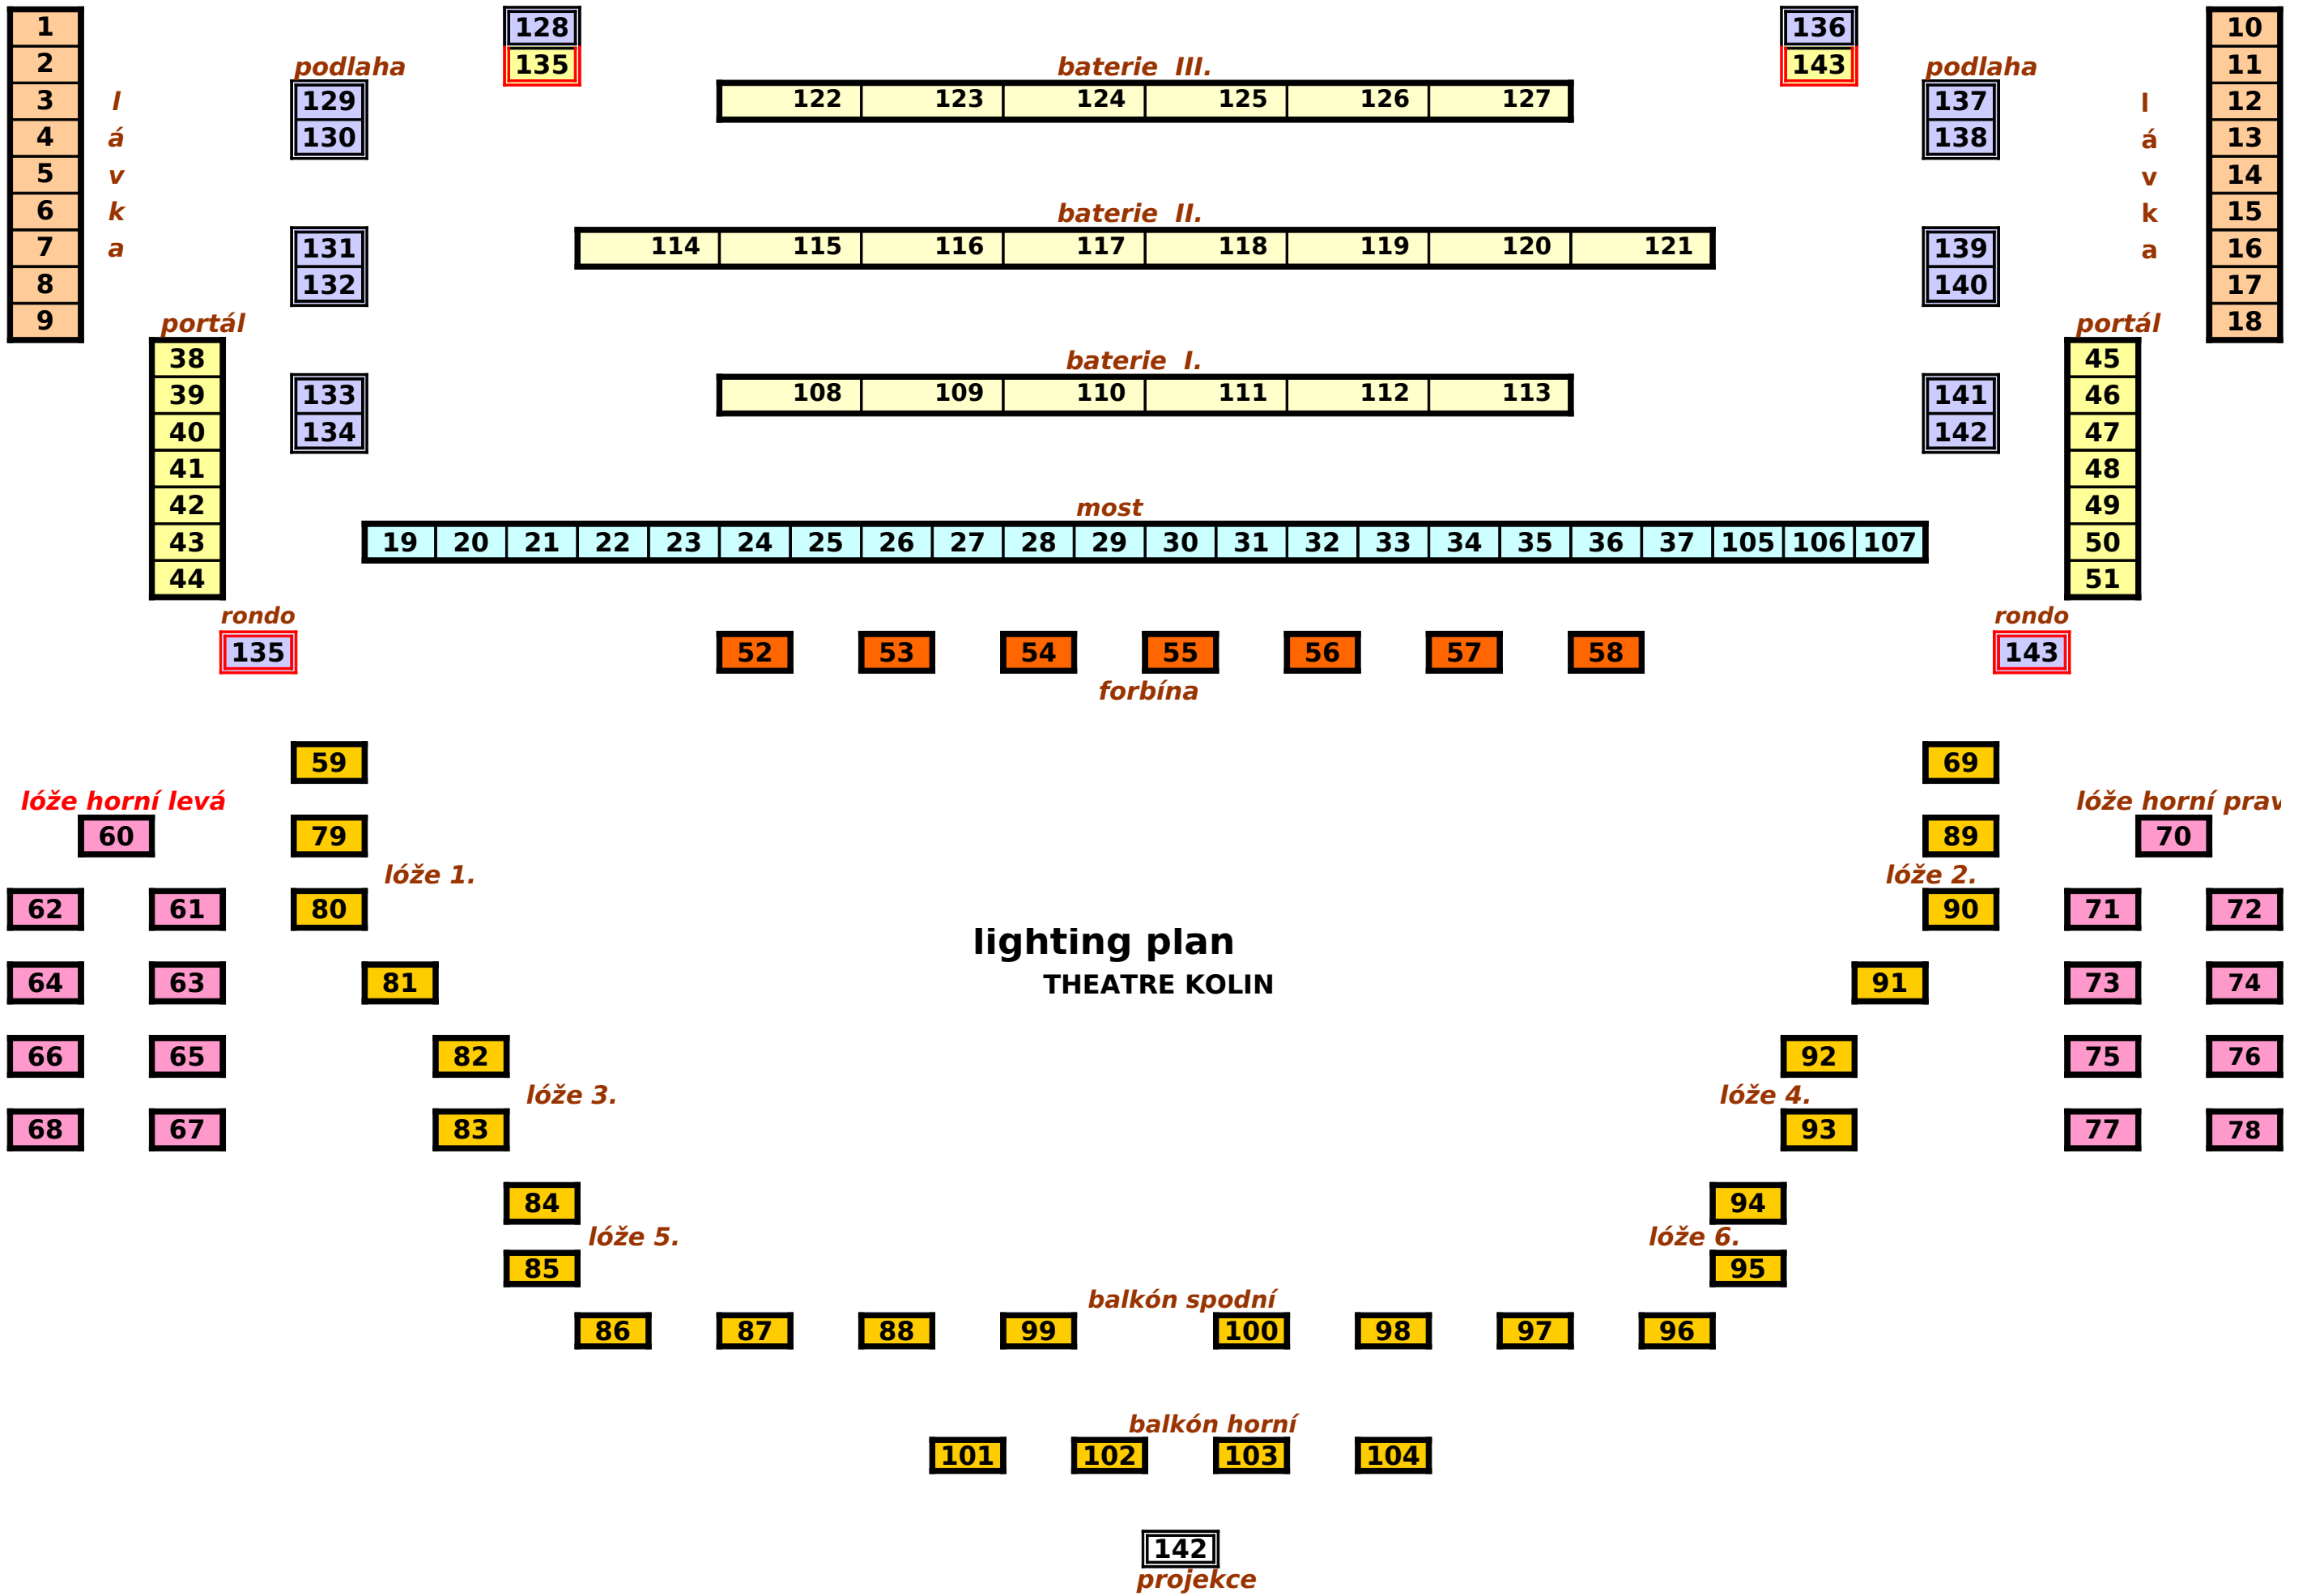 1 128 136 10
2 podlaha 135 baterie III. 143 podlaha 11
3 l 129 122 123 124 125 126 127 137 l 12
4 á 130 138 á 13
5 v v 14
6 k baterie II. k 15
7 a 131 114 115 116 117 118 119 120 121 139 a 16
8 132 140 17
9 portál portál 18
38 baterie I. 45
39 133 108 109 110 111 112 113 141 46
40 134 142 47
41 48
42 most 49
43 19 20 21 22 23 24 25 26 27 28 29 30 31 32 33 34 35 36 37 105 106 107 50
44 51
rondo rondo
135 52 53 54 55 56 57 58 143
forbína
59 69
lóže horní levá lóže horní prav
60 79 89 70
lóže 1. lóže 2.
62 61 80 90 71 72
lighting plan
64 63 81 THEATRE KOLIN 91 73 74
66 65 82 92 75 76
lóže 3. lóže 4.
68 67 83 93 77 78
84 94
lóže 5. lóže 6.
85 95
balkón spodní
86 87 88 99 100 98 97 96
balkón horní
101 102 103 104
142
projekce